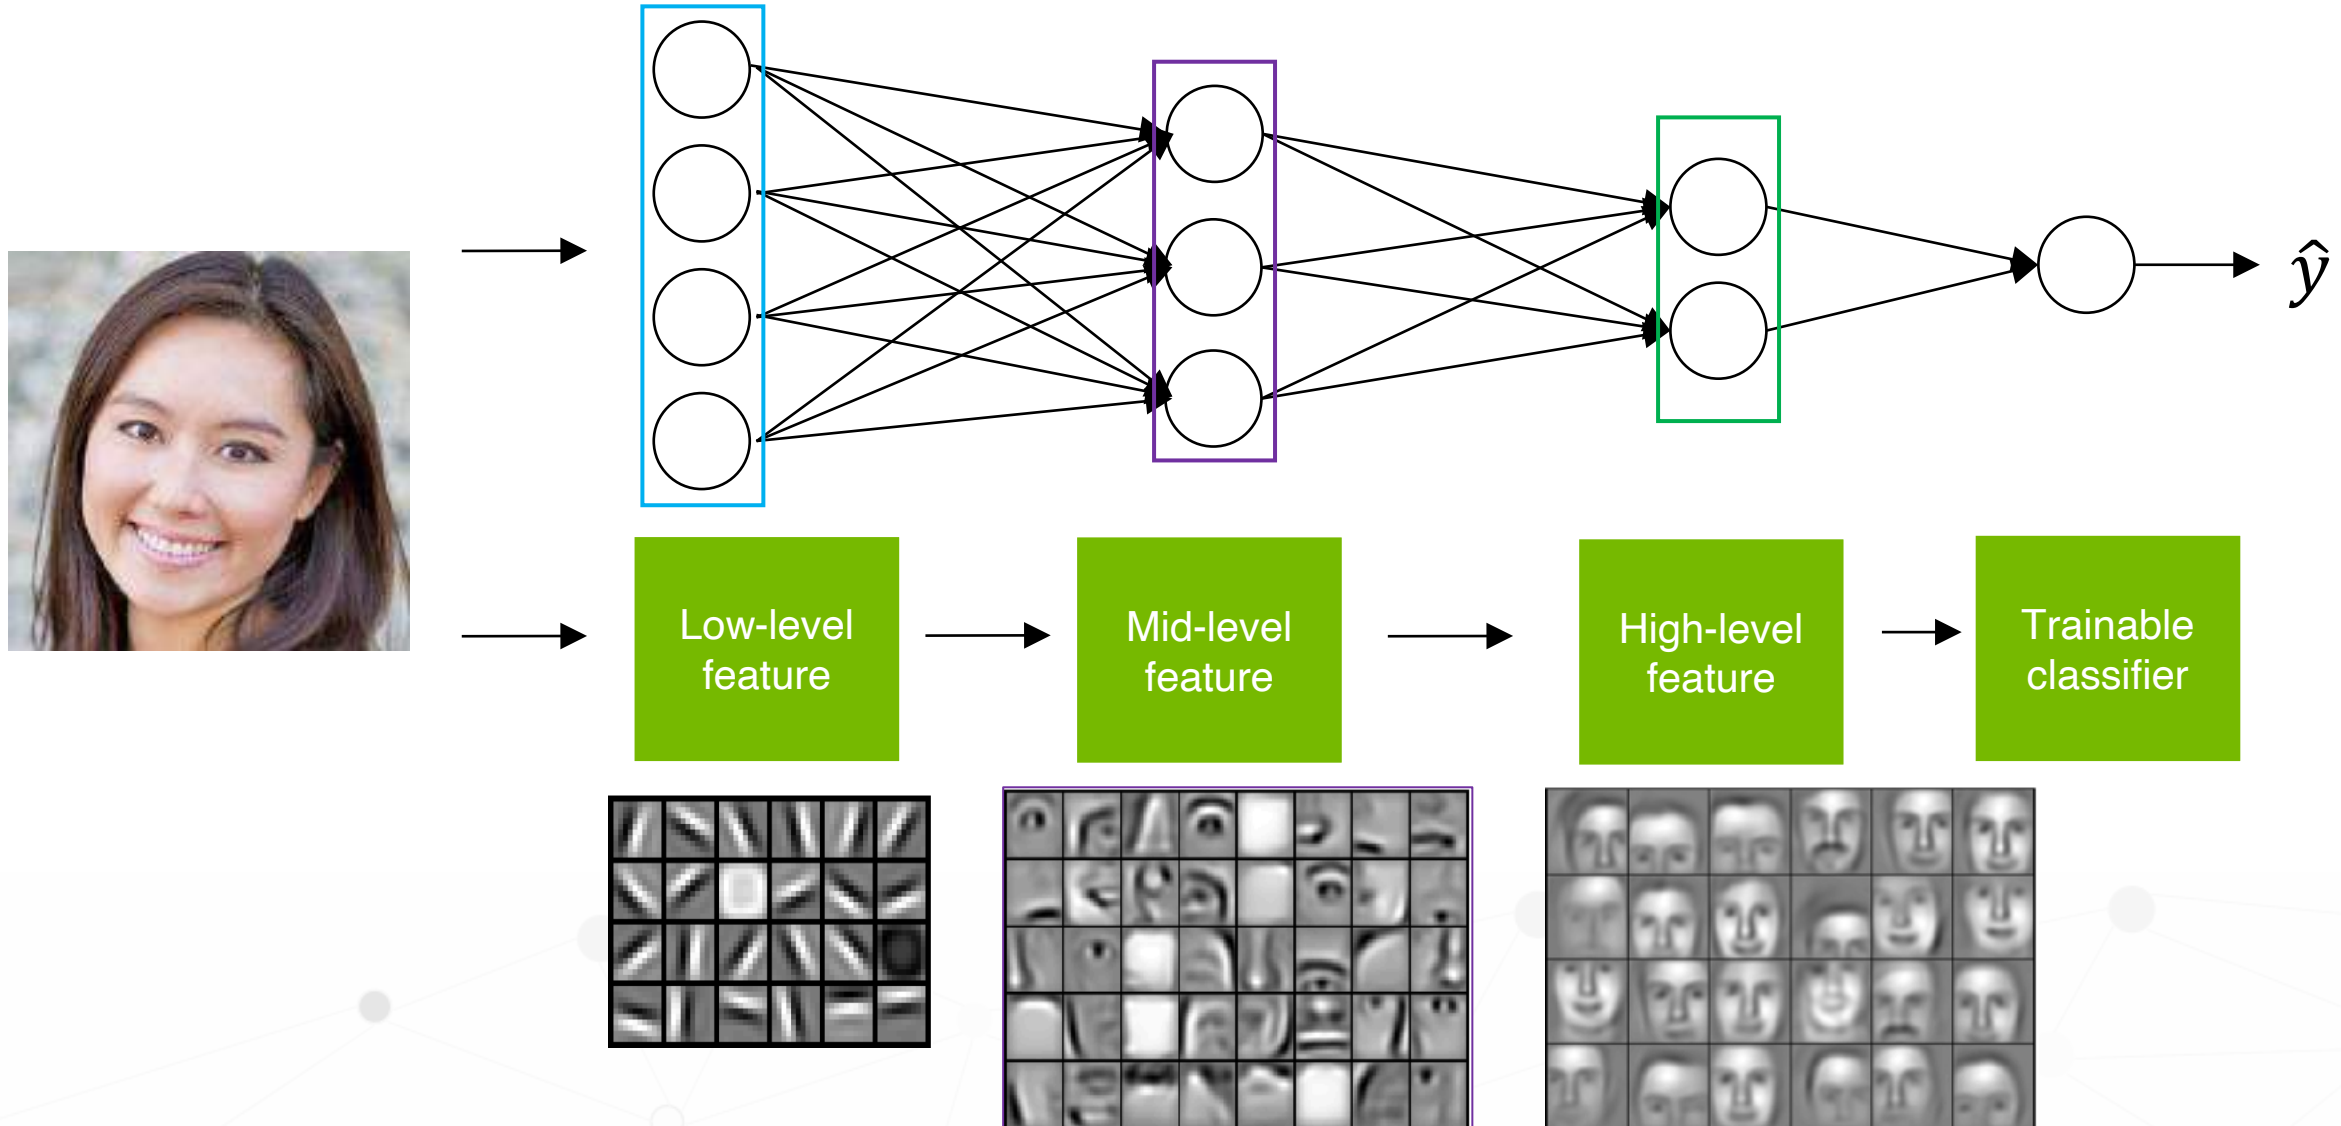 ŷ
Low-level
feature
Mid-level
feature
High-level
feature
Trainable
classifier